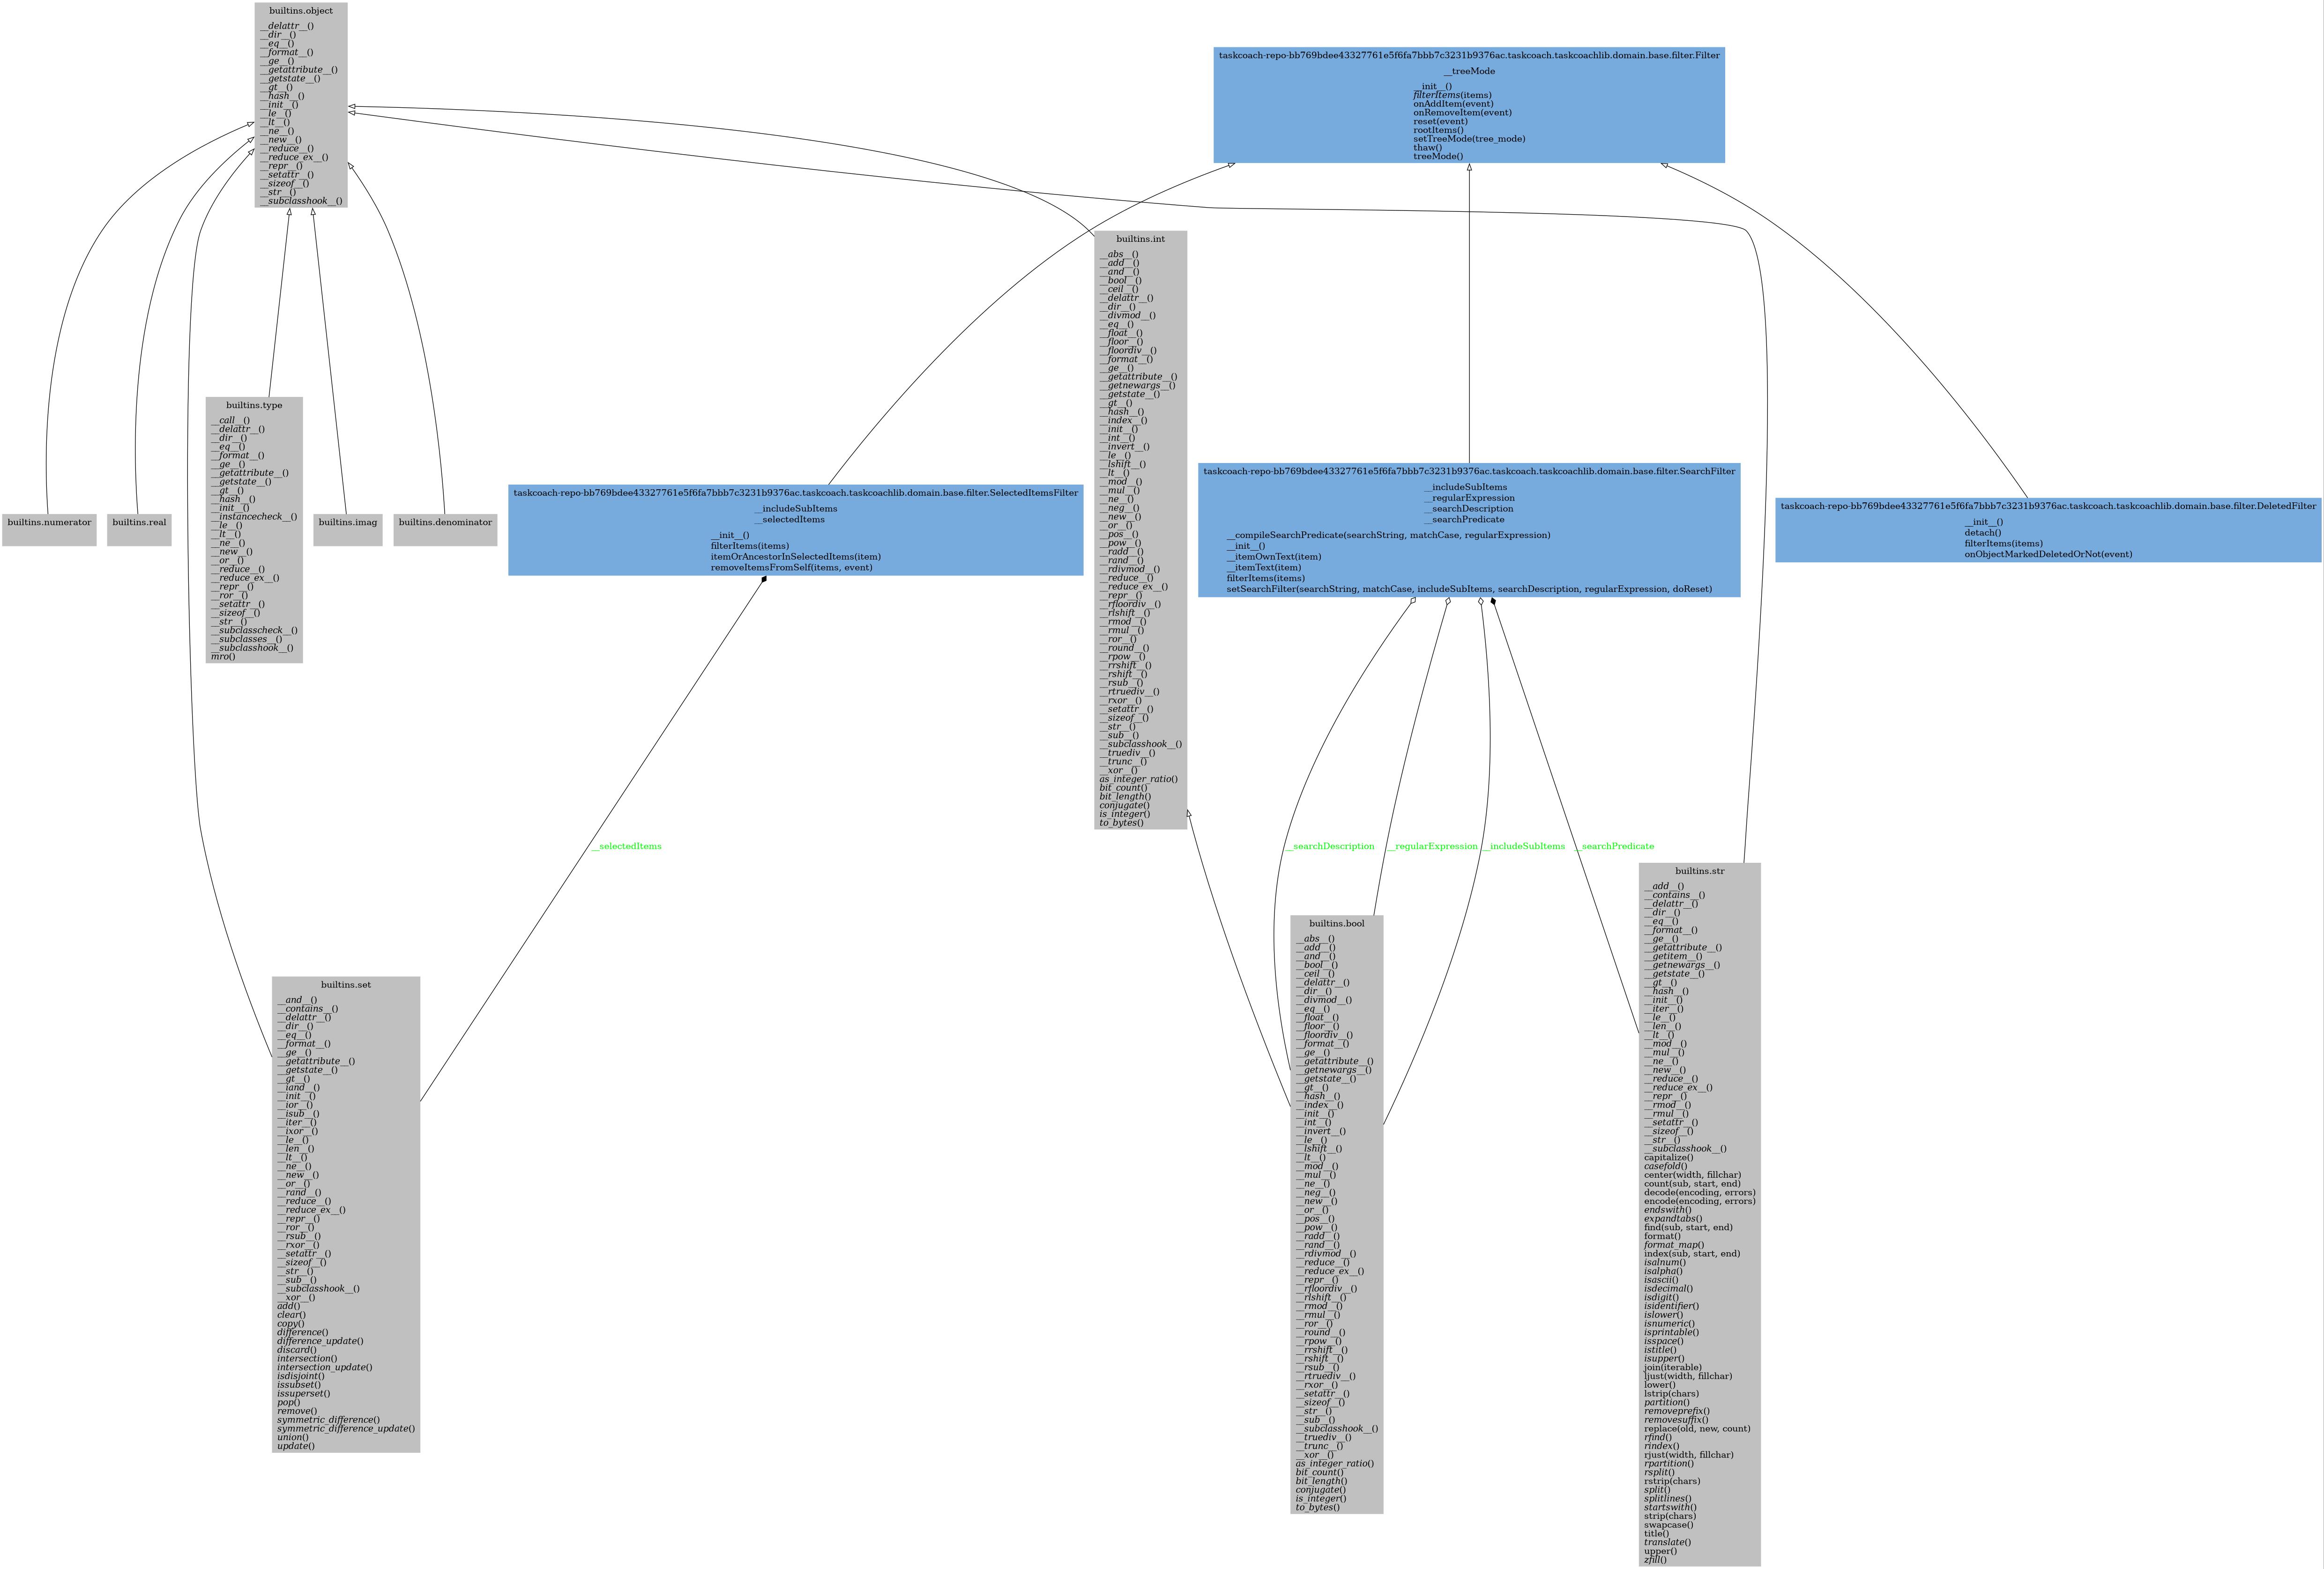 builtins.object
__delattr__()
__dir__()
__eq__()
__format__()
__ge__()
__getattribute__()
__getstate__()
__gt__()
__hash__()
__init__()
__le__()
__lt__()
__ne__()
__new__()
__reduce__()
__reduce_ex__()
__repr__()
__setattr__()
__sizeof__()
__str__()
__subclasshook__()
taskcoach-repo-bb769bdee43327761e5f6fa7bbb7c3231b9376ac.taskcoach.taskcoachlib.domain.base.filter.Filter
__treeMode
__init__()
filterItems(items)
onAddItem(event)
onRemoveItem(event)
reset(event)
rootItems()
setTreeMode(tree_mode)
thaw()
treeMode()
builtins.int
__abs__()
__add__()
__and__()
__bool__()
__ceil__()
__delattr__()
__dir__()
__divmod__()
__eq__()
__float__()
__floor__()
__floordiv__()
__format__()
__ge__()
__getattribute__()
__getnewargs__()
__getstate__()
__gt__()
__hash__()
__index__()
__init__()
__int__()
__invert__()
__le__()
__lshift__()
__lt__()
__mod__()
__mul__()
__ne__()
__neg__()
__new__()
__or__()
__pos__()
__pow__()
__radd__()
__rand__()
__rdivmod__()
__reduce__()
__reduce_ex__()
__repr__()
__rfloordiv__()
__rlshift__()
__rmod__()
__rmul__()
__ror__()
__round__()
__rpow__()
__rrshift__()
__rshift__()
__rsub__()
__rtruediv__()
__rxor__()
__setattr__()
__sizeof__()
__str__()
__sub__()
__subclasshook__()
__truediv__()
__trunc__()
__xor__()
as_integer_ratio()
bit_count()
bit_length()
conjugate()
is_integer()
to_bytes()
builtins.numerator
builtins.real
builtins.type
__call__()
__delattr__()
__dir__()
__eq__()
__format__()
__ge__()
__getattribute__()
__getstate__()
__gt__()
__hash__()
__init__()
__instancecheck__()
__le__()
__lt__()
__ne__()
__new__()
__or__()
__reduce__()
__reduce_ex__()
__repr__()
__ror__()
__setattr__()
__sizeof__()
__str__()
__subclasscheck__()
__subclasses__()
__subclasshook__()
mro()
builtins.imag
builtins.denominator
taskcoach-repo-bb769bdee43327761e5f6fa7bbb7c3231b9376ac.taskcoach.taskcoachlib.domain.base.filter.SelectedItemsFilter
__includeSubItems
__selectedItems
__init__()
filterItems(items)
itemOrAncestorInSelectedItems(item)
removeItemsFromSelf(items, event)
taskcoach-repo-bb769bdee43327761e5f6fa7bbb7c3231b9376ac.taskcoach.taskcoachlib.domain.base.filter.SearchFilter
__includeSubItems
__regularExpression
__searchDescription
__searchPredicate
__compileSearchPredicate(searchString, matchCase, regularExpression)
__init__()
__itemOwnText(item)
__itemText(item)
filterItems(items)
setSearchFilter(searchString, matchCase, includeSubItems, searchDescription, regularExpression, doReset)
taskcoach-repo-bb769bdee43327761e5f6fa7bbb7c3231b9376ac.taskcoach.taskcoachlib.domain.base.filter.DeletedFilter
__init__()
detach()
filterItems(items)
onObjectMarkedDeletedOrNot(event)
__selectedItems
__searchDescription
__regularExpression
__includeSubItems
__searchPredicate
builtins.set
__and__()
__contains__()
__delattr__()
__dir__()
__eq__()
__format__()
__ge__()
__getattribute__()
__getstate__()
__gt__()
__iand__()
__init__()
__ior__()
__isub__()
__iter__()
__ixor__()
__le__()
__len__()
__lt__()
__ne__()
__new__()
__or__()
__rand__()
__reduce__()
__reduce_ex__()
__repr__()
__ror__()
__rsub__()
__rxor__()
__setattr__()
__sizeof__()
__str__()
__sub__()
__subclasshook__()
__xor__()
add()
clear()
copy()
difference()
difference_update()
discard()
intersection()
intersection_update()
isdisjoint()
issubset()
issuperset()
pop()
remove()
symmetric_difference()
symmetric_difference_update()
union()
update()
builtins.bool
__abs__()
__add__()
__and__()
__bool__()
__ceil__()
__delattr__()
__dir__()
__divmod__()
__eq__()
__float__()
__floor__()
__floordiv__()
__format__()
__ge__()
__getattribute__()
__getnewargs__()
__getstate__()
__gt__()
__hash__()
__index__()
__init__()
__int__()
__invert__()
__le__()
__lshift__()
__lt__()
__mod__()
__mul__()
__ne__()
__neg__()
__new__()
__or__()
__pos__()
__pow__()
__radd__()
__rand__()
__rdivmod__()
__reduce__()
__reduce_ex__()
__repr__()
__rfloordiv__()
__rlshift__()
__rmod__()
__rmul__()
__ror__()
__round__()
__rpow__()
__rrshift__()
__rshift__()
__rsub__()
__rtruediv__()
__rxor__()
__setattr__()
__sizeof__()
__str__()
__sub__()
__subclasshook__()
__truediv__()
__trunc__()
__xor__()
as_integer_ratio()
bit_count()
bit_length()
conjugate()
is_integer()
to_bytes()
builtins.str
__add__()
__contains__()
__delattr__()
__dir__()
__eq__()
__format__()
__ge__()
__getattribute__()
__getitem__()
__getnewargs__()
__getstate__()
__gt__()
__hash__()
__init__()
__iter__()
__le__()
__len__()
__lt__()
__mod__()
__mul__()
__ne__()
__new__()
__reduce__()
__reduce_ex__()
__repr__()
__rmod__()
__rmul__()
__setattr__()
__sizeof__()
__str__()
__subclasshook__()
capitalize()
casefold()
center(width, fillchar)
count(sub, start, end)
decode(encoding, errors)
encode(encoding, errors)
endswith()
expandtabs()
find(sub, start, end)
format()
format_map()
index(sub, start, end)
isalnum()
isalpha()
isascii()
isdecimal()
isdigit()
isidentifier()
islower()
isnumeric()
isprintable()
isspace()
istitle()
isupper()
join(iterable)
ljust(width, fillchar)
lower()
lstrip(chars)
partition()
removeprefix()
removesuffix()
replace(old, new, count)
rfind()
rindex()
rjust(width, fillchar)
rpartition()
rsplit()
rstrip(chars)
split()
splitlines()
startswith()
strip(chars)
swapcase()
title()
translate()
upper()
zfill()